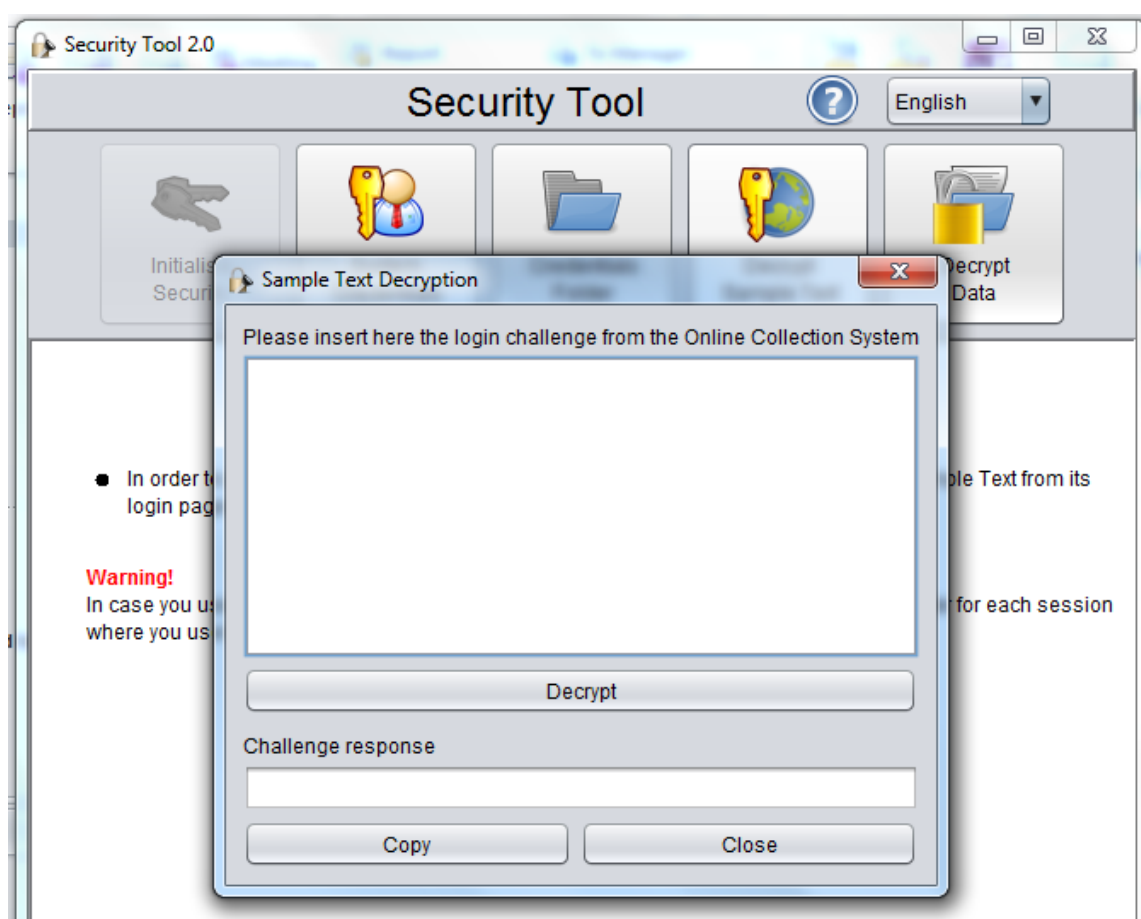 Security Tool 2.0
Security Tool
English
Initialis
Securi
Decrypt
Data
Sample Text Decryption
Please insert here the login challenge from the Online Collection System
In order t
ple Text from its
login pag
Warning!
In case you u
for each session
where you us
Decrypt
Challenge response
Copy
Close